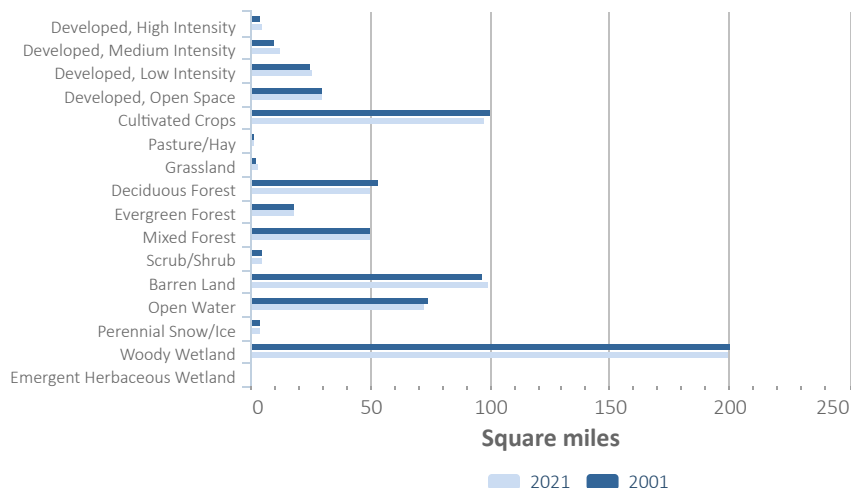 Developed, High Intensity
Developed, Medium Intensity
Developed, Low Intensity
Developed, Open Space
Cultivated Crops
Pasture/Hay
Grassland
Deciduous Forest
Evergreen Forest
Mixed Forest
Scrub/Shrub
Barren Land
Open Water
Perennial Snow/Ice
Woody Wetland
Emergent Herbaceous Wetland
0 50 100 150 200 250
Square miles
2021 2001